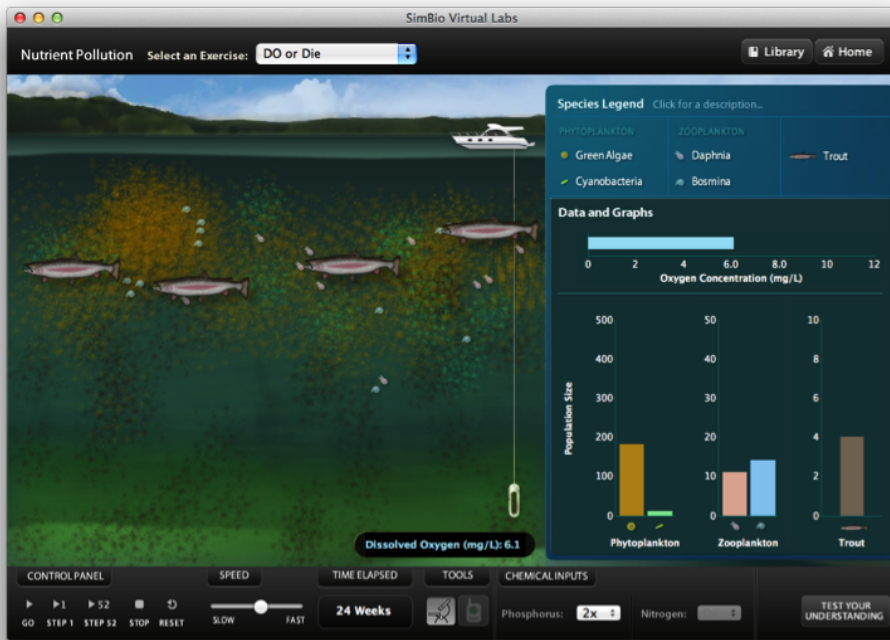 SimBio Virtual Labs
Nutrient Pollution Select an Exercise: DO or Die Library Home
Species Legend Click for a description...
PHYTOPLANKTON ZOOPLANKTON
Green Algae Daphnia Trout
Cyanobacteria Bosmina
Data and Graphs
0 2 4 6.0 8.0 10 12
Oxygen Concentration (mg/L)
500 50 10
400 40 8
300 30 6
200 20 4
100 10 2
0 0 0
Population Size
Phytoplankton Zooplankton Trout
Dissolved Oxygen (mg/L): 6.1
CONTROL PANEL SPEED TIME ELAPSED TOOLS CHEMICAL INPUTS
1 52
GO STEP 1 STEP 52 STOP RESET
SLOW FAST
24 Weeks
Phosphorus: 2x Nitrogen:
TEST YOUR
UNDERSTANDING